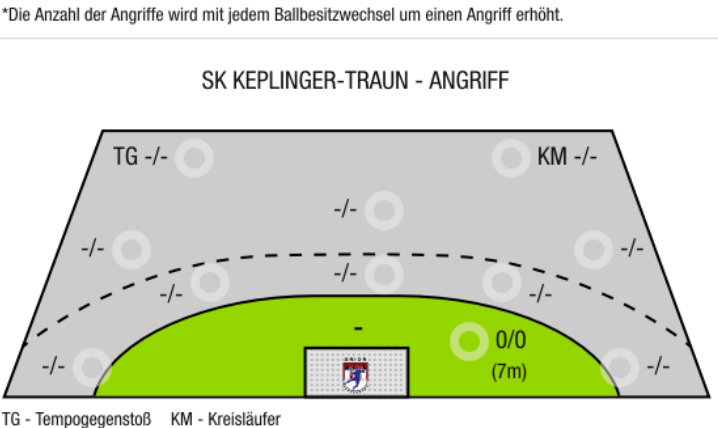 *Die Anzahl der Angriffe wird mit jedem Ballbesitzwechsel um einen Angriff erhöht.
SK KEPLINGER-TRAUN - ANGRIFF
TG -/-
KM -/-
-/-
-/-
-/-
-/-
-/-
-/-
-
0/0
-/-
(7m)
-/-
UNION
TG - Tempogegenstoß KM - Kreisläufer